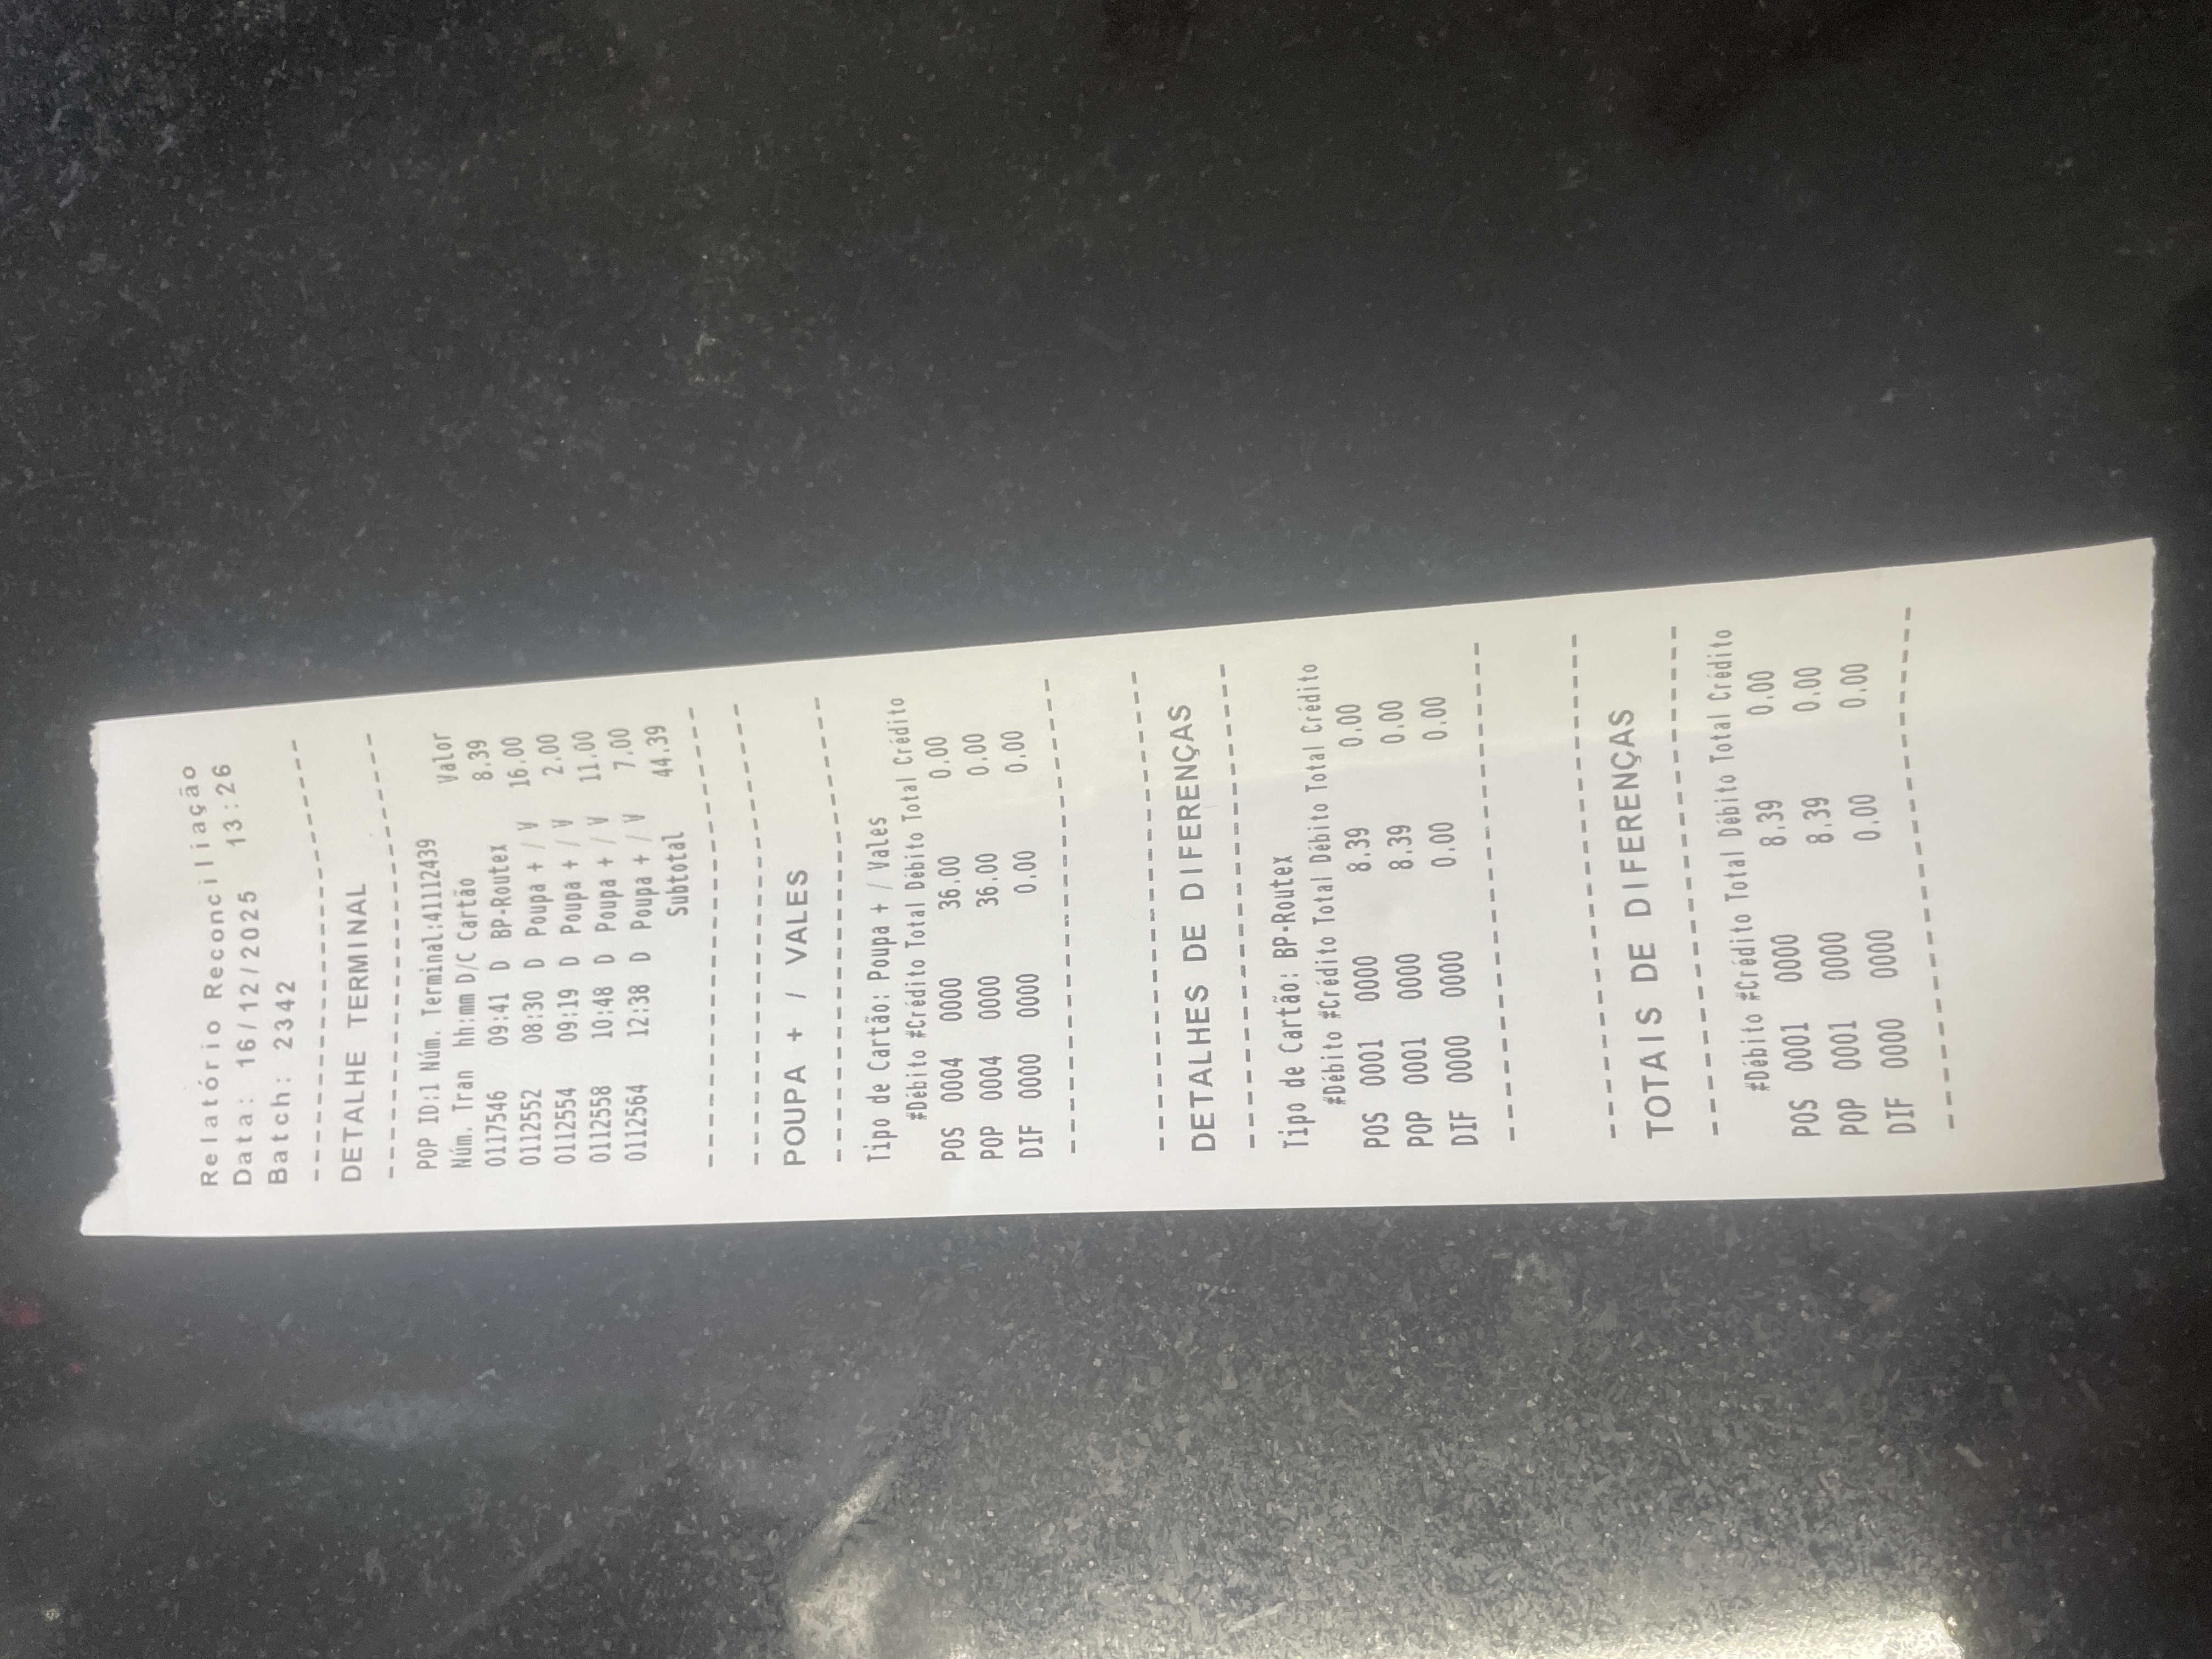 Relatório Reconciliação
Data: 16/12/2025 13:26
Batch: 2342
------------------------
DETALHE TERMINAL
------------------------
POP ID:1 Núm. Terminal:41112439
Núm. Tran hh:mm D/C Cartão Valor
0117546 09:41 D BP-Routex 8.39
0112552 08:30 D Poupa + / V 16.00
0112554 09:19 D Poupa + / V 2.00
0112558 10:48 D Poupa + / V 11.00
0112564 12:38 D Poupa + / V 7.00
Subtotal 44.39
------------------------
------------------------
POUPA + / VALES
------------------------
Tipo de Cartão: Poupa + / Vales
#Débito #Crédito Total Débito Total Crédito
POS 0004 0000 36.00 0.00
POP 0004 0000 36.00 0.00
DIF 0000 0000 0.00 0.00
------------------------
------------------------
DETALHES DE DIFERENÇAS
------------------------
Tipo de Cartão: BP-Routex
#Débito #Crédito Total Débito Total Crédito
POS 0001 0000 8.39 0.00
POP 0001 0000 8.39 0.00
DIF 0000 0000 0.00 0.00
------------------------
------------------------
TOTAIS DE DIFERENÇAS
------------------------
#Débito #Crédito Total Débito Total Crédito
POS 0001 0000 8.39 0.00
POP 0001 0000 8.39 0.00
DIF 0000 0000 0.00 0.00
------------------------